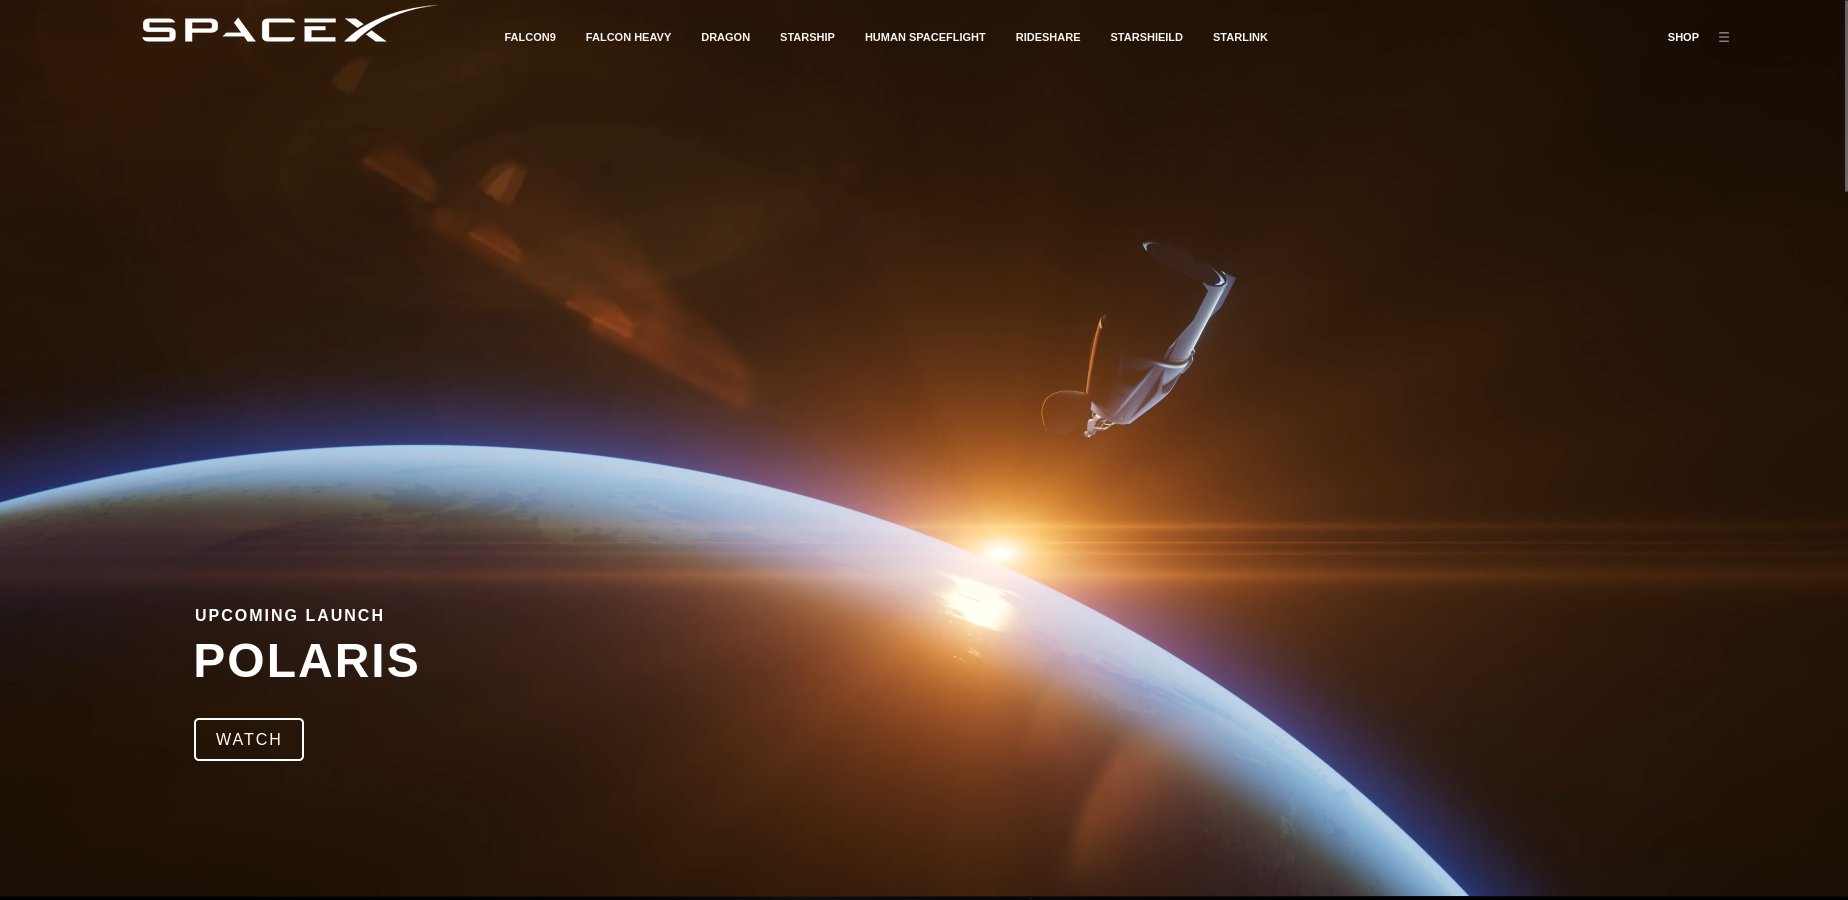 SPACEX
FALCON9 FALCON HEAVY DRAGON STARSHIP HUMAN SPACEFLIGHT RIDESHARE STARSHIEILD STARLINK SHOP
UPCOMING LAUNCH
POLARIS
WATCH